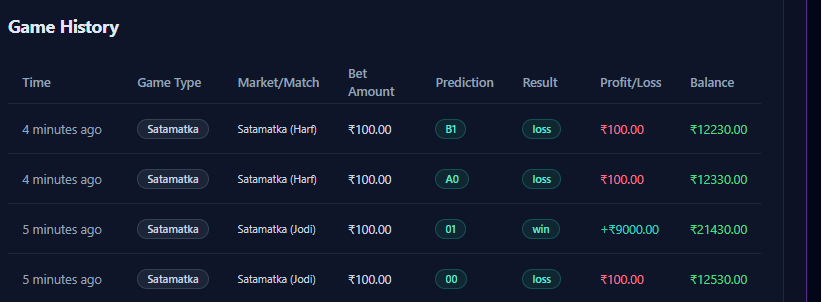 Game History
Time Game Type Market/Match Bet Amount Prediction Result Profit/Loss Balance
4 minutes ago Satamatka Satamatka (Harf) ₹100.00 B1 loss ₹100.00 ₹12230.00
4 minutes ago Satamatka Satamatka (Harf) ₹100.00 A0 loss ₹100.00 ₹12330.00
5 minutes ago Satamatka Satamatka (Jodi) ₹100.00 01 win +₹9000.00 ₹21430.00
5 minutes ago Satamatka Satamatka (Jodi) ₹100.00 00 loss ₹100.00 ₹12530.00